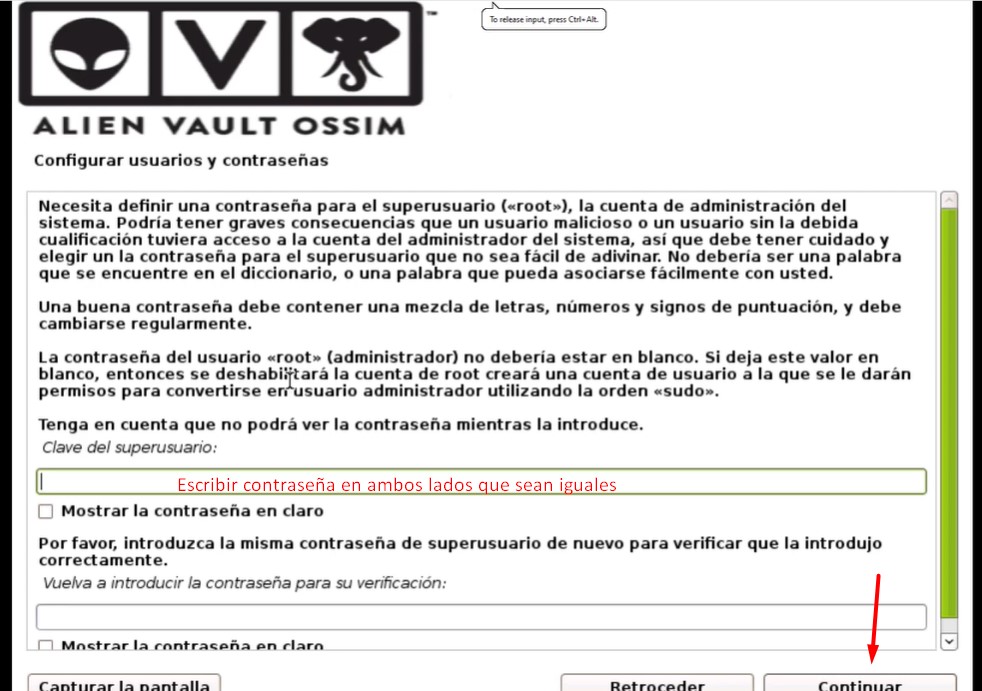 To release input, press Ctrl+Alt.
™
ALIEN VAULT OSSIM
Configurar usuarios y contraseñas
Necesita definir una contraseña para el superusuario («root»), la cuenta de administración del
sistema. Podría tener graves consecuencias que un usuario malicioso o un usuario sin la debida
cualificación tuviera acceso a la cuenta del administrador del sistema, así que debe tener cuidado y
elegir un la contraseña para el superusuario que no sea fácil de adivinar. No debería ser una palabra
que se encuentre en el diccionario, o una palabra que pueda asociarse fácilmente con usted.
Una buena contraseña debe contener una mezcla de letras, números y signos de puntuación, y debe
cambiarse regularmente.
La contraseña del usuario «root» (administrador) no debería estar en blanco. Si deja este valor en
blanco, entonces se deshabilitará la cuenta de root creará una cuenta de usuario a la que se le darán
permisos para convertirse en usuario administrador utilizando la orden «sudo».
Tenga en cuenta que no podrá ver la contraseña mientras la introduce.
Clave del superusuario:
Escribir contraseña en ambos lados que sean iguales
Mostrar la contraseña en claro
Por favor, introduzca la misma contraseña de superusuario de nuevo para verificar que la introdujo
correctamente.
Vuelva a introducir la contraseña para su verificación:
Mostrar la contraseña en claro
Capturar la pantalla
Retroceder
Continuar